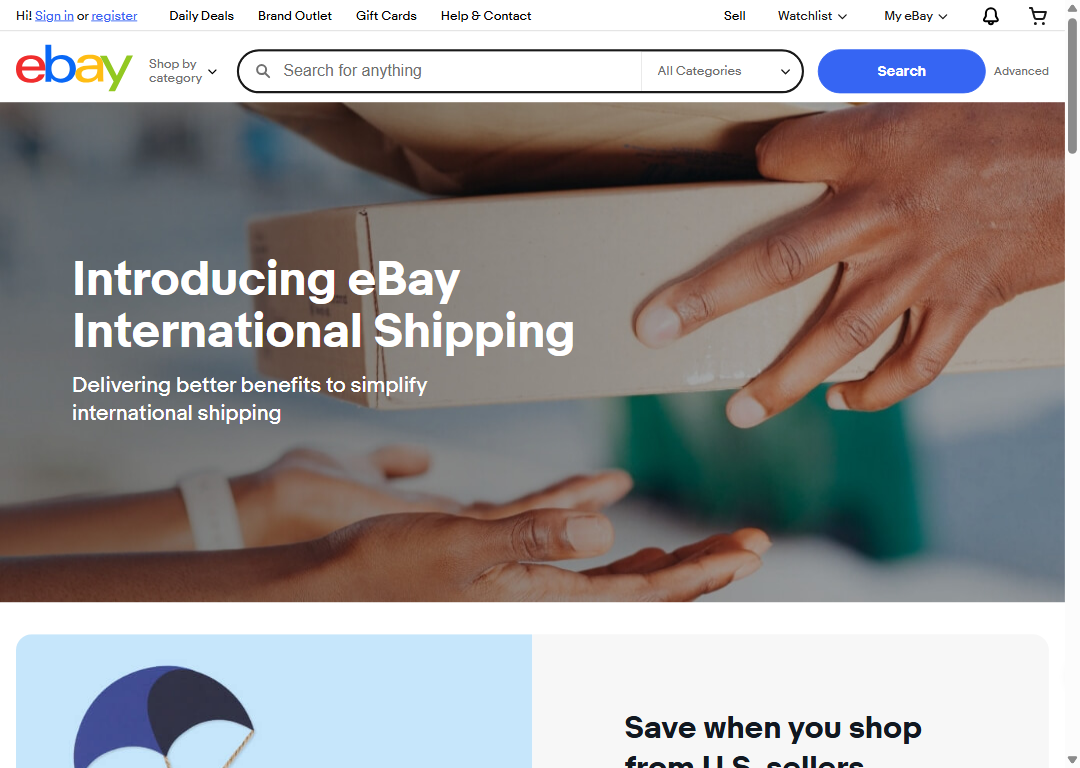 Hi! Sign in or register
Daily Deals
Brand Outlet
Gift Cards
Help & Contact
Sell
Watchlist
My eBay
ebay
Shop by
category
Search for anything
All Categories
Search
Advanced
Introducing eBay
International Shipping
Delivering better benefits to simplify
international shipping
Save when you shop
from U.S. sellers